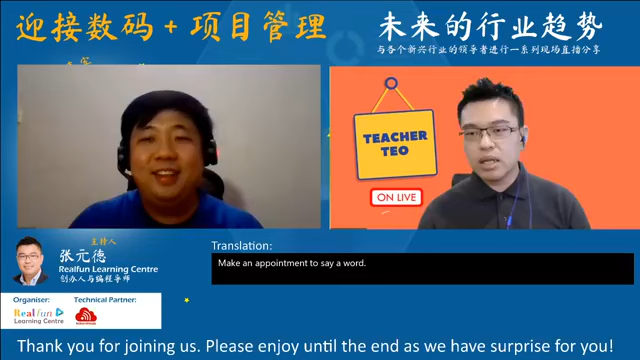 迎接数码 + 项目管理
未来的行业趋势
与各个新兴行业的领导者进行一系列现场直播分享
TEACHER
TEO
ON LIVE
主持人
张元德
Realfun Learning Centre
创办人与编程导师
Translation:
Make an appointment to say a word.
Organiser:
Realfun
Learning Centre
Technical Partner:
Thank you for joining us. Please enjoy until the end as we have surprise for you!